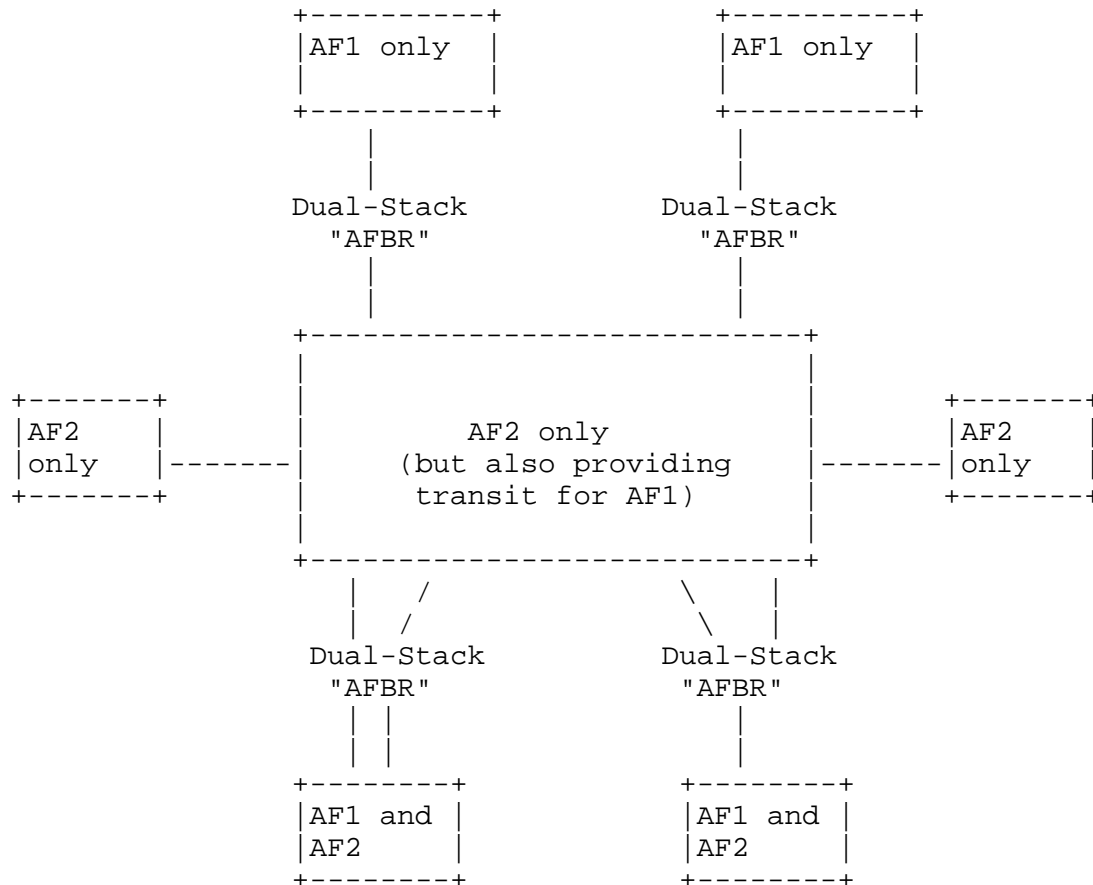 AF1 only
AF1 only
Dual-Stack
"AFBR"
Dual-Stack
"AFBR"
AF2
only
AF2 only
(but also providing
transit for AF1)
AF2
only
Dual-Stack
"AFBR"
Dual-Stack
"AFBR"
AF1 and
AF2
AF1 and
AF2